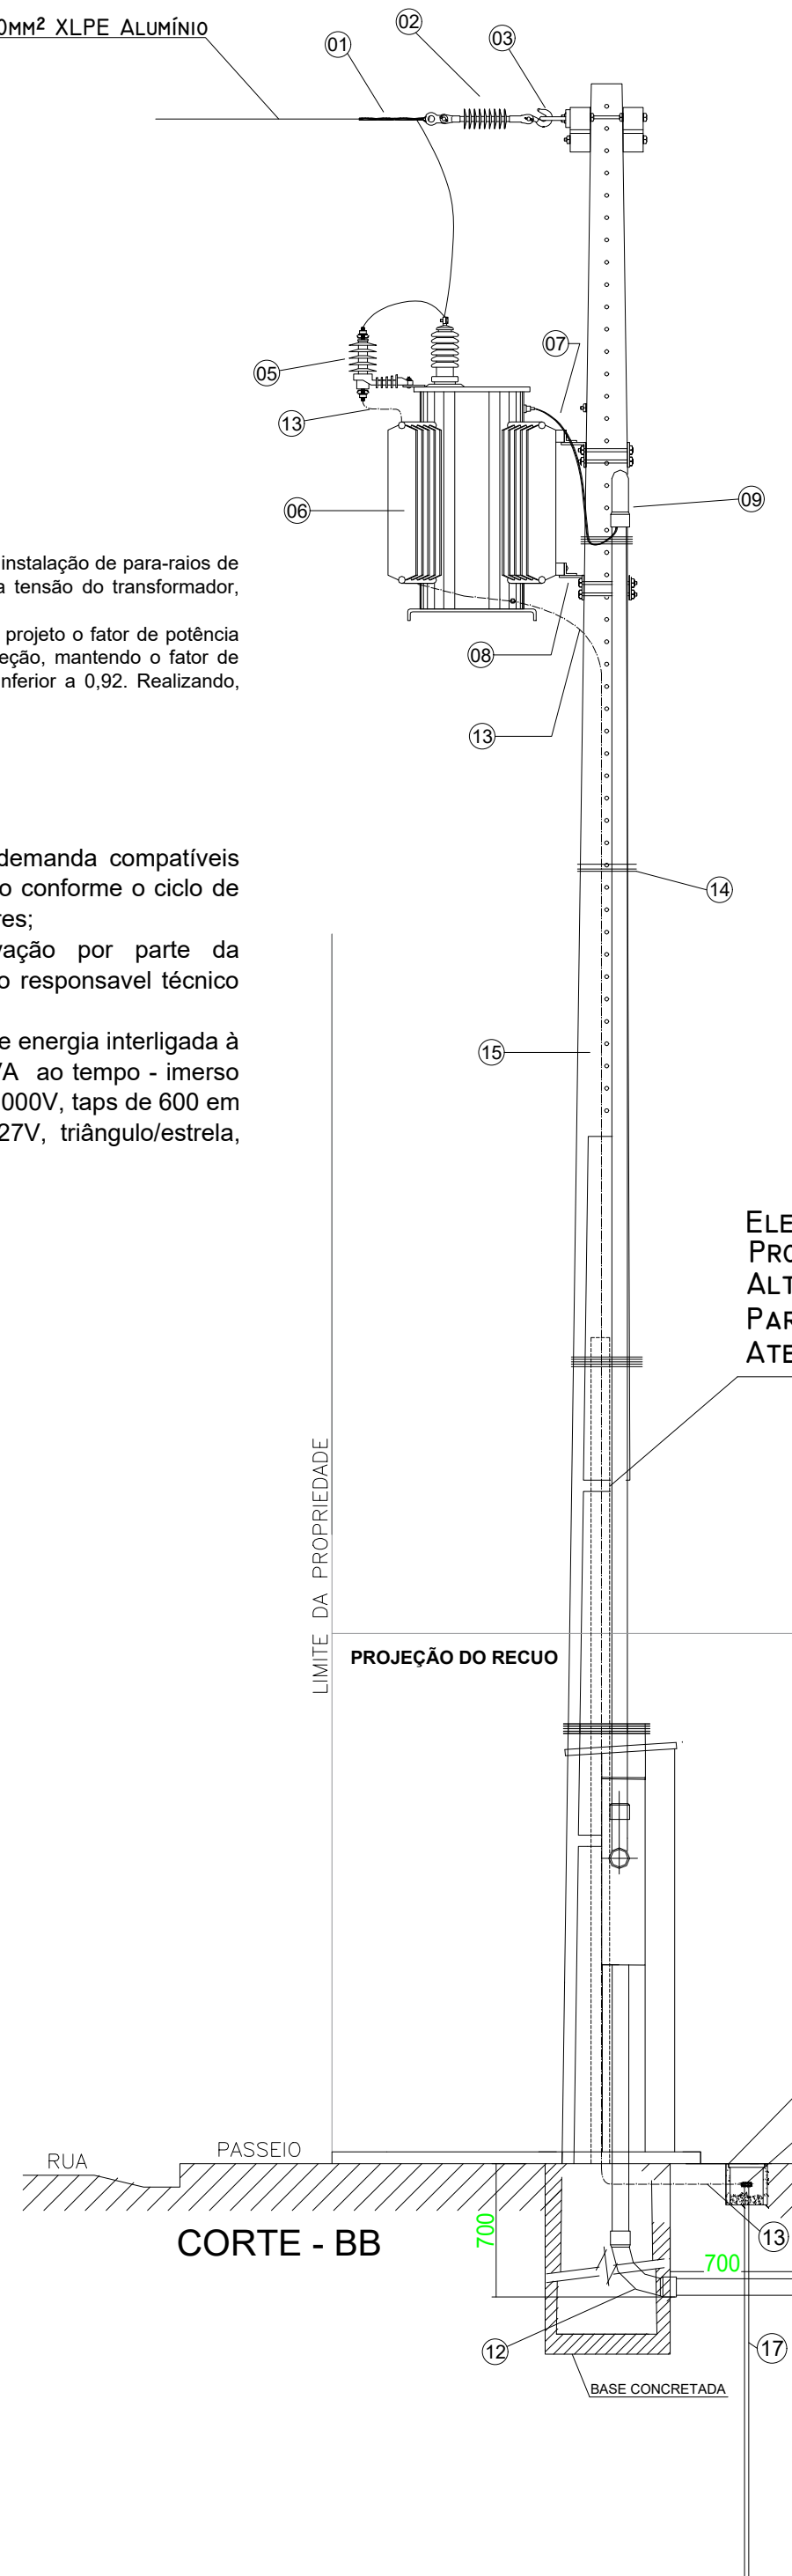 0MM² XLPE ALUMÍNIO
01
02
03
05
13
06
07
09
08
13
instalação de para-raios de
a tensão do transformador,
projeto o fator de potência
eção, mantendo o fator de
nferior a 0,92. Realizando,
demanda compatíveis
o conforme o ciclo de
res;
vação por parte da
o responsavel técnico
e energia interligada à
VA ao tempo - imerso
000V, taps de 600 em
27V, triângulo/estrela,
14
15
ELE
PRO
ALT
PAR
ATE
LIMITE DA PROPRIEDADE
PROJEÇÃO DO RECUO
RUA
PASSEIO
CORTE - BB
700
700
13
12
17
BASE CONCRETADA